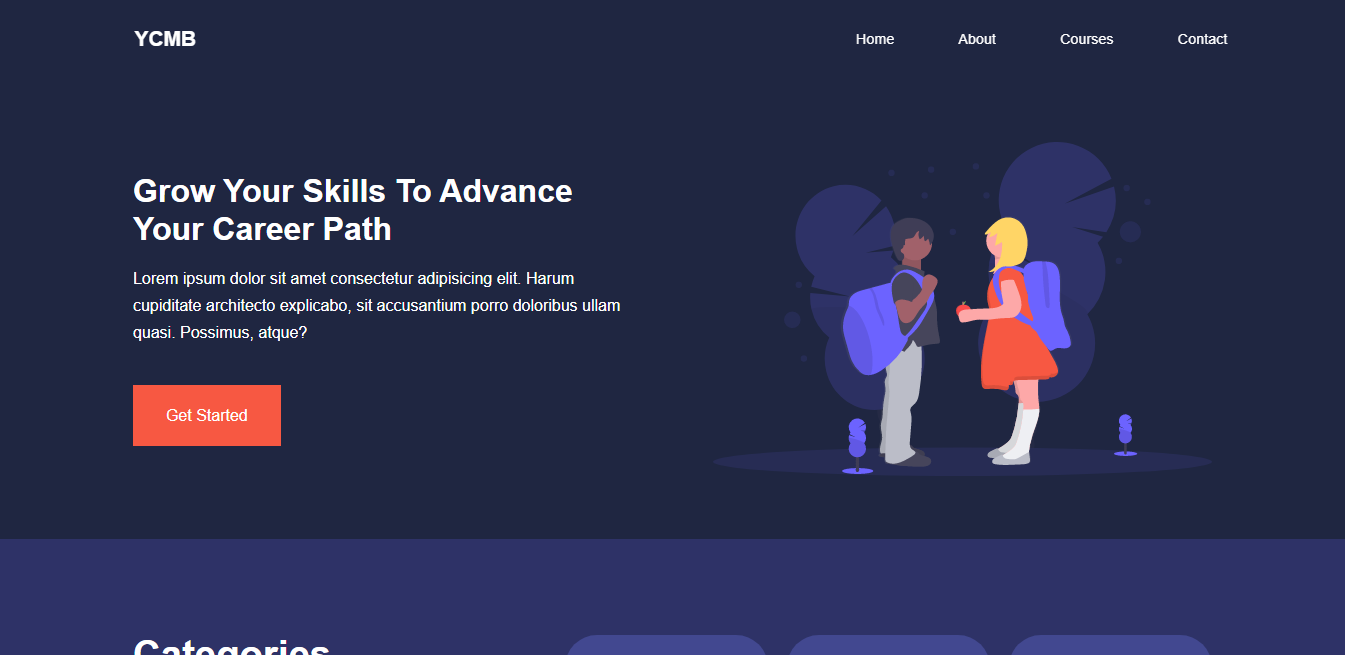 YCMB
Home
About
Courses
Contact
Grow Your Skills To Advance
Your Career Path
Lorem ipsum dolor sit amet consectetur adipisicing elit. Harum
cupiditate architecto explicabo, sit accusantium porro doloribus ullam
quasi. Possimus, atque?
Get Started
Categories